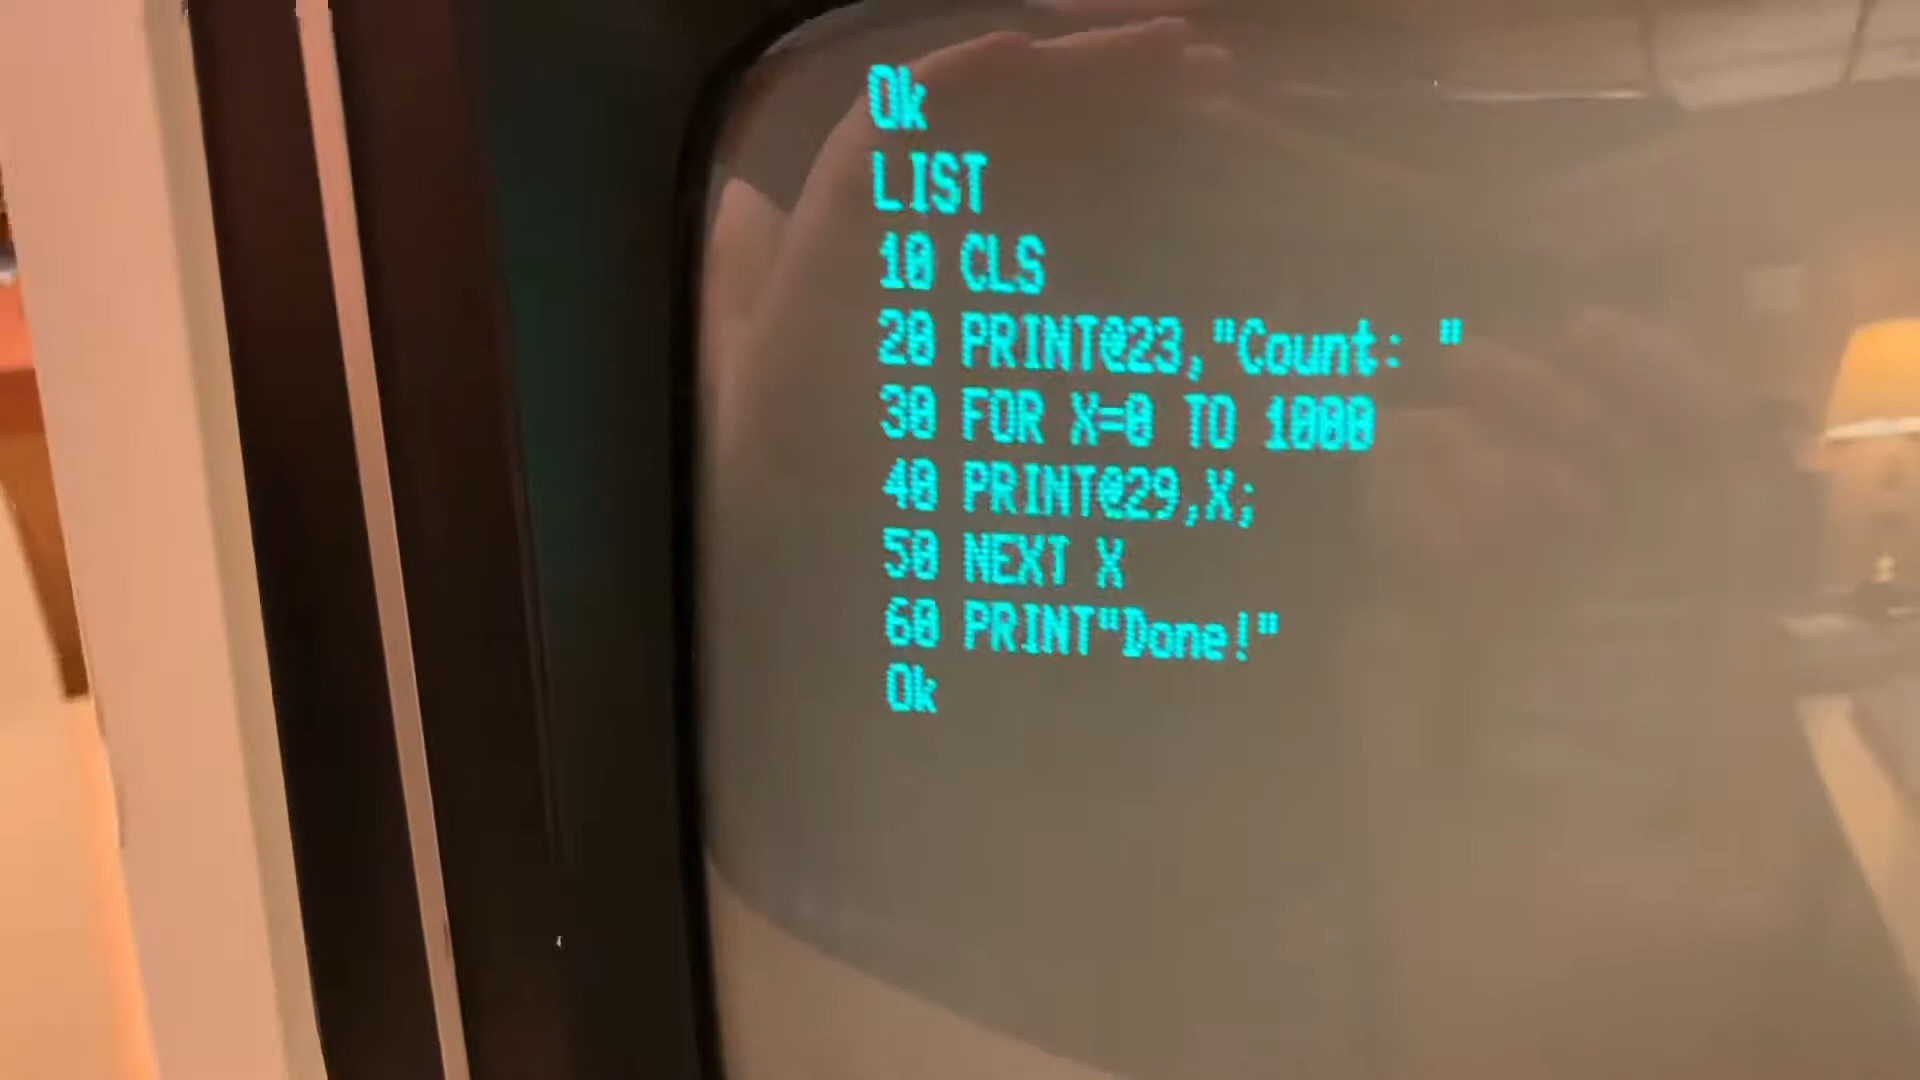 Ok
LIST
10 CLS
20 PRINT@23,"Count: "
30 FOR X=0 TO 1000
40 PRINT@29,X;
50 NEXT X
60 PRINT"Done!"
Ok